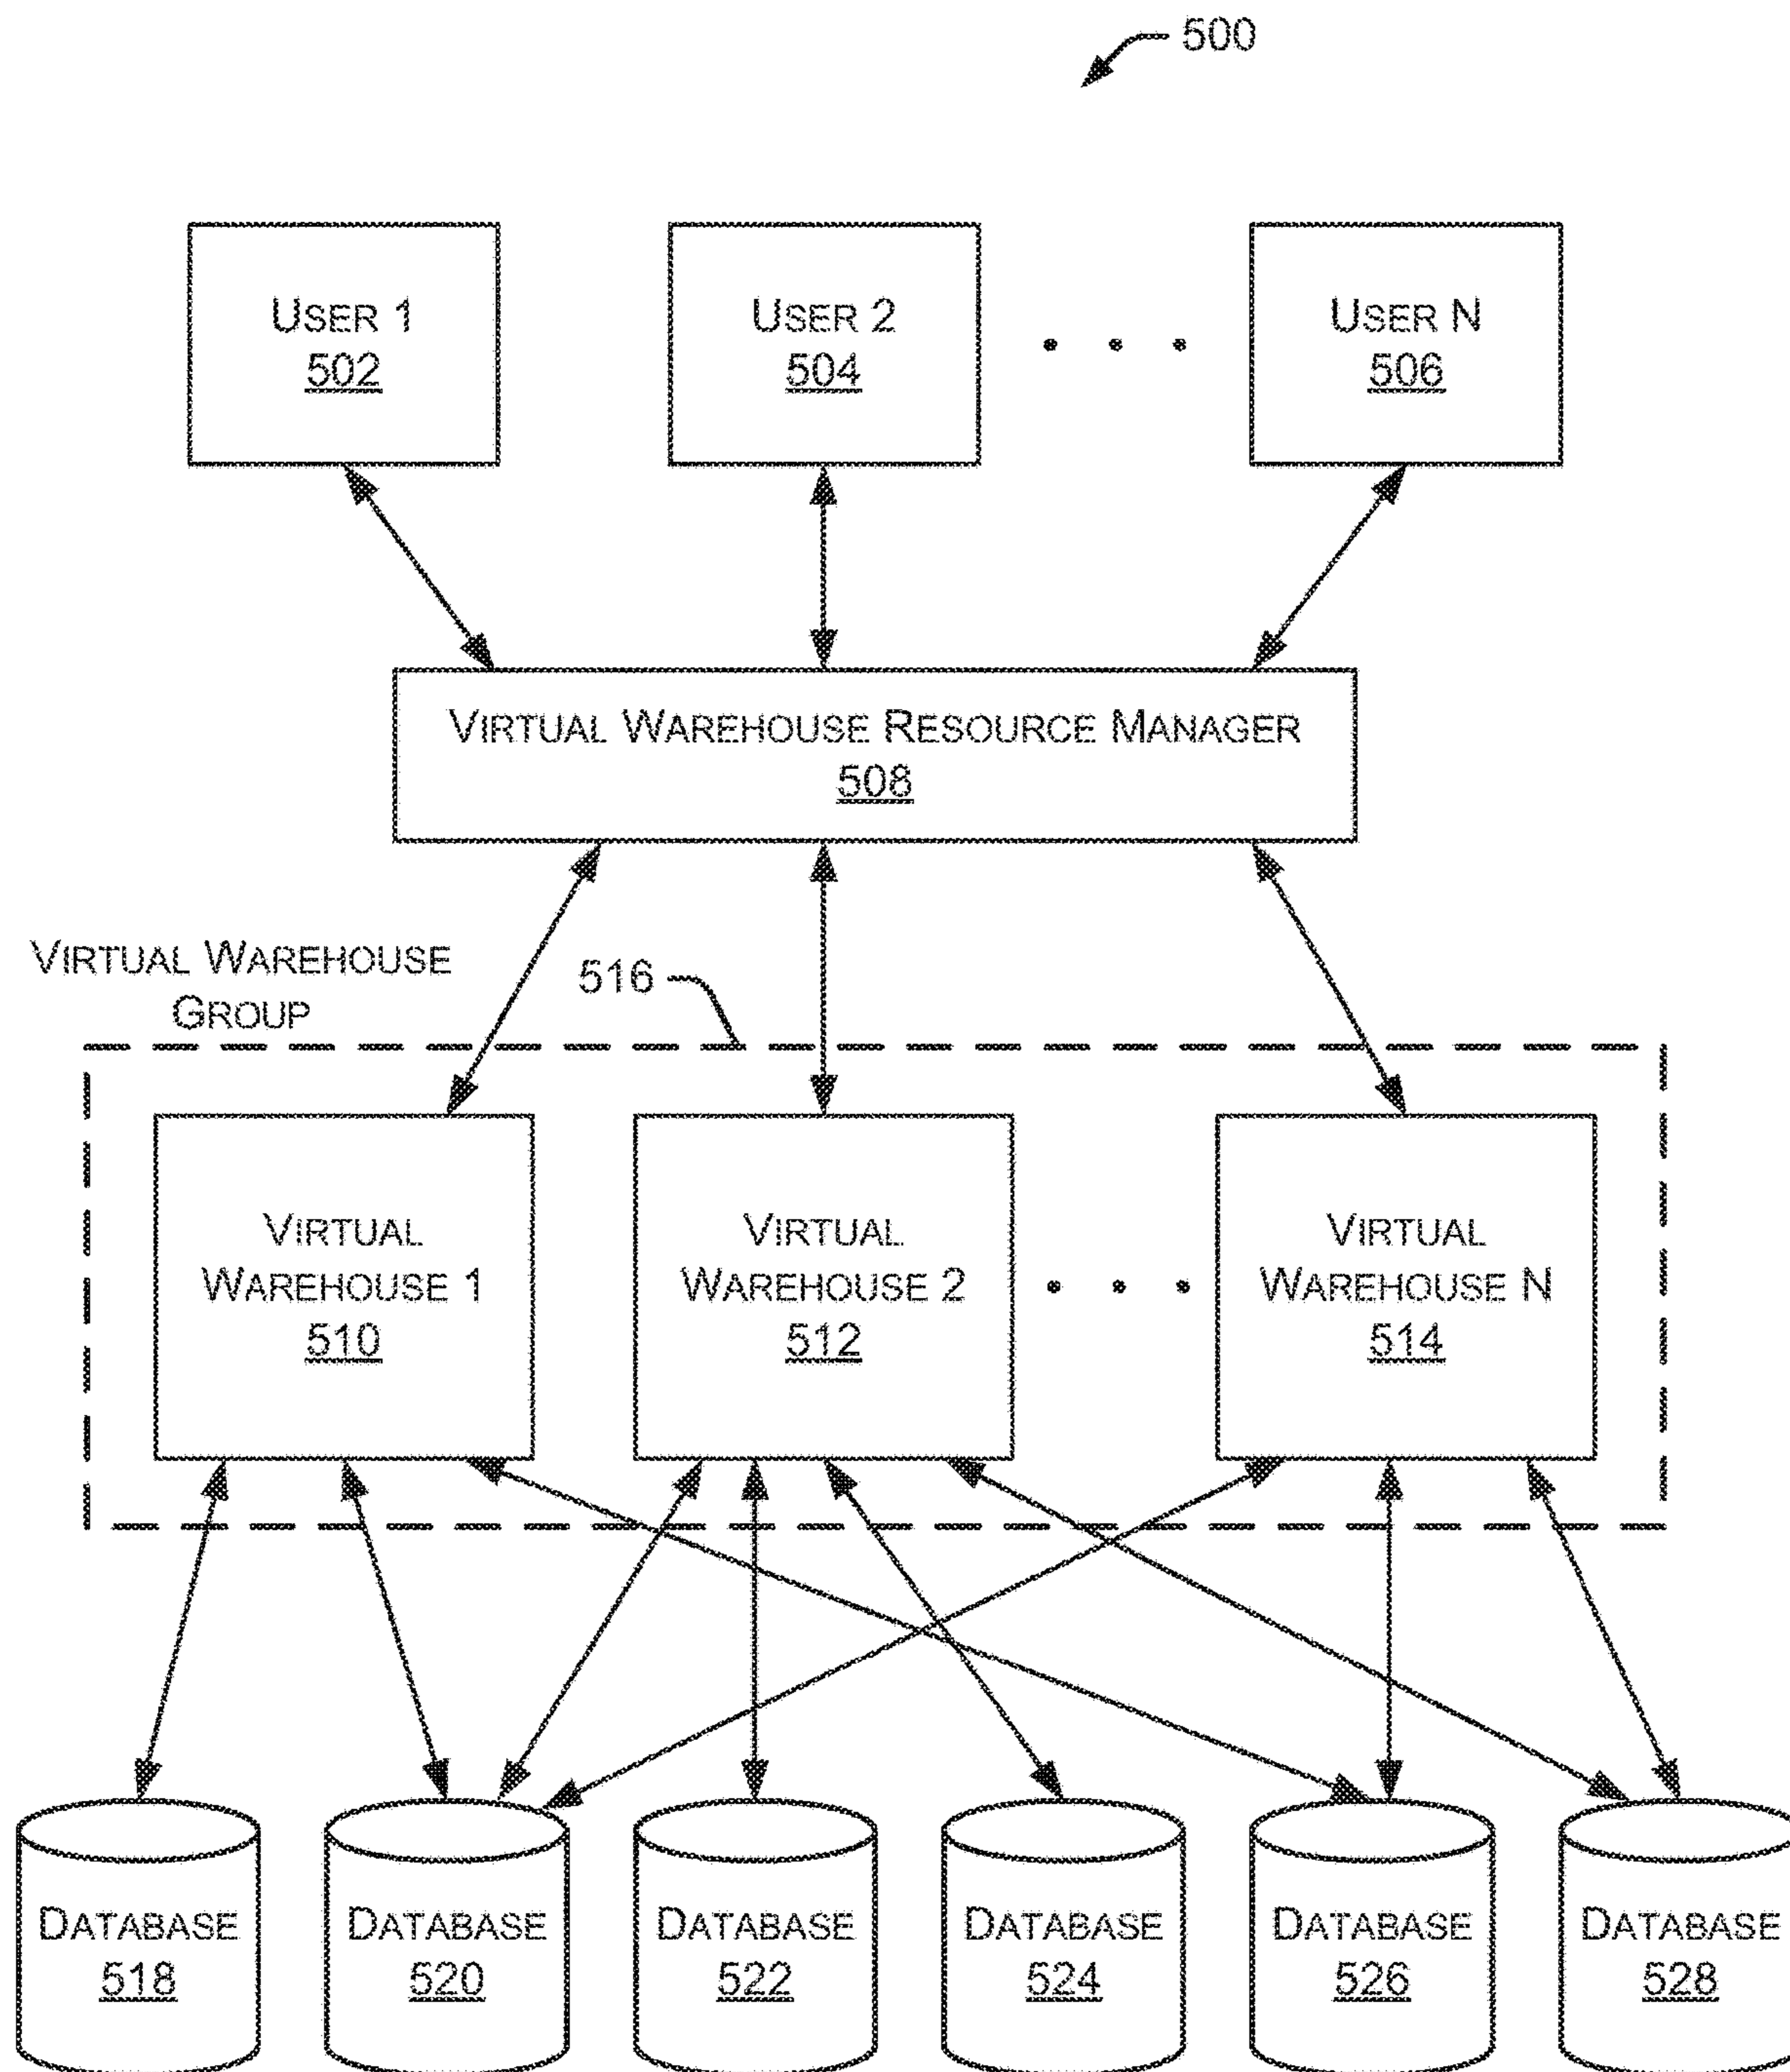 500
USER 1
502
USER 2
504
USER N
506
VIRTUAL WAREHOUSE RESOURCE MANAGER
508
VIRTUAL WAREHOUSE
GROUP
516
VIRTUAL
WAREHOUSE 1
510
VIRTUAL
WAREHOUSE 2
512
VIRTUAL
WAREHOUSE N
514
DATABASE
518
DATABASE
520
DATABASE
522
DATABASE
524
DATABASE
526
DATABASE
528